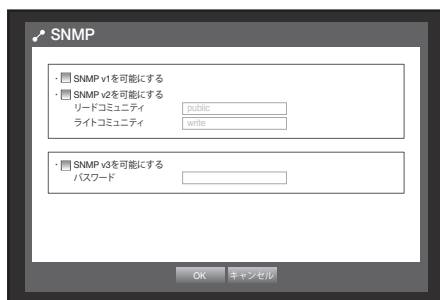 SNMP
・SNMP v1を可能にする
・SNMP v2を可能にする
リードコミュニティ public
ライトコミュニティ write
・SNMP v3を可能にする
パスワード
OK キャンセル